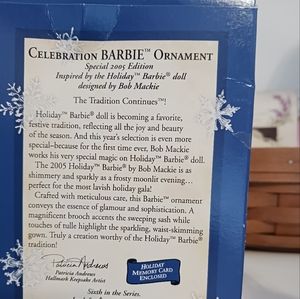 CELEBRATION BARBIE™ ORNAMENT
Special 2005 Edition
Inspired by the Holiday™ Barbie® doll
designed by Bob Mackie
The Tradition Continues™!
Holiday™ Barbie® doll is becoming a favorite,
festive tradition, reflecting all the joy and beauty
of the season. And this year's selection is even more
special–because for the first time ever, Bob Mackie
works his very special magic on Holiday™ Barbie® doll.
The 2005 Holiday™ Barbie® by Bob Mackie is as
shimmery and sparkly as a frosty moonlit evening…
perfect for the most lavish holiday gala!
Crafted with meticulous care, this Barbie™ ornament
conveys the essence of glamour and sophistication. A
magnificent brooch accents the sweeping sash while
touches of tulle highlight the sparkling, waist-skimming
gown. Truly a creation worthy of the Holiday™ Barbie®
tradition!
Patricia Andrews
Patricia Andrews
Hallmark Keepsake Artist
HOLIDAY
MEMORY CARD
ENCLOSED
Sixth in the Series.